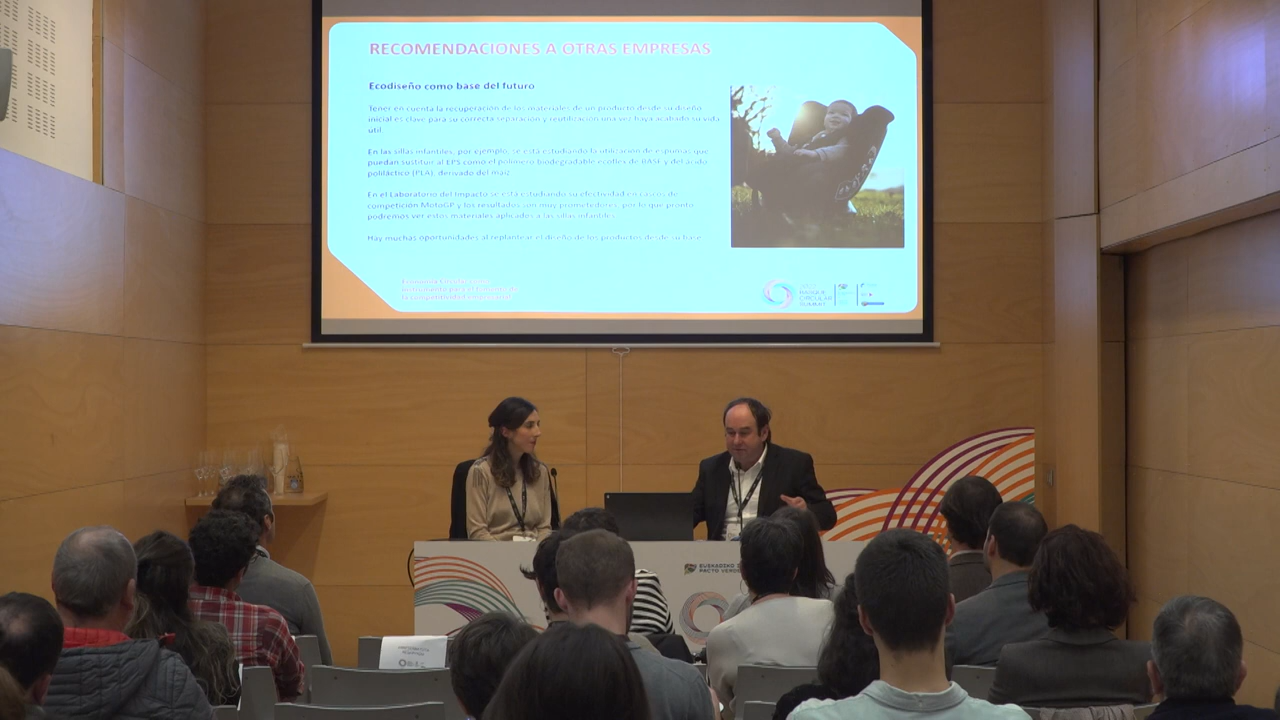 RECOMENDACIONES A OTRAS EMPRESAS
Ecodiseño como base del futuro
Tener en cuenta la recuperación de los materiales de un producto desde su diseño
inicial es clave para su correcta separación y reutilización una vez haya acabado su vida
útil.
En las sillas infantiles, por ejemplo, se está estudiando la utilización de espumas que
puedan sustituir al EPS como el polímero biodegradable ecoflex de BASF y del ácido
poliláctico (PLA), derivado del maíz.
En el Laboratorio del Impacto se está estudiando su efectividad en cascos de
competición MotoGP y los resultados son muy prometedores, por lo que pronto
podremos ver estos materiales aplicados a las sillas infantiles.
Hay muchas oportunidades al replantear el diseño de los productos desde su base
BASQUE
CIRCULAR
SUMMIT
EUSKADIKO
PACTO VERDE